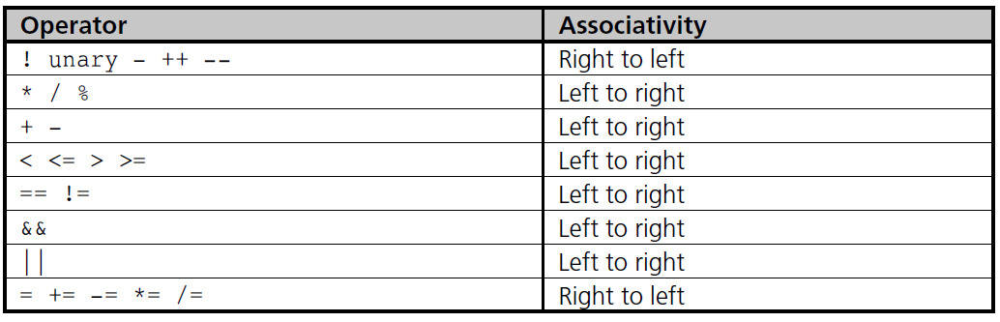 Operator Associativity
! unary - ++ -- Right to left
* / % Left to right
+ - Left to right
< <= > >= Left to right
== != Left to right
&& Left to right
|| Left to right
= += -= *= /= Right to left